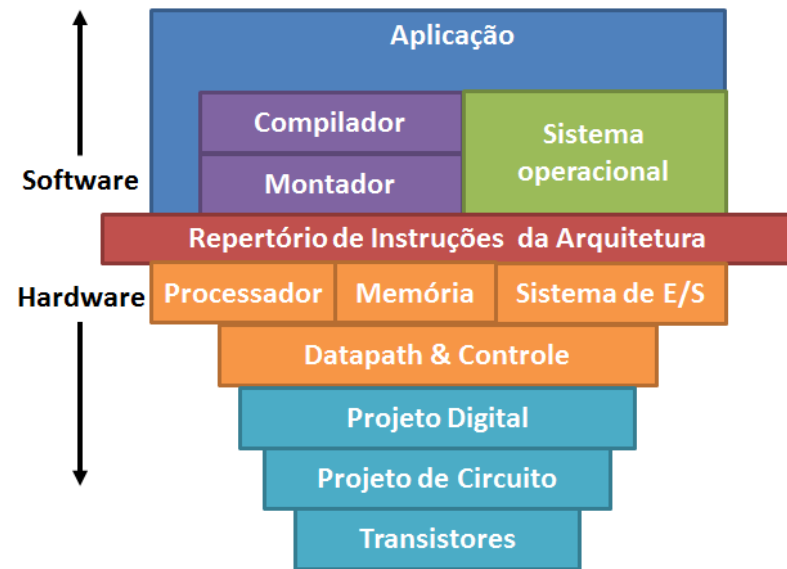 Aplicação
Compilador
Sistema
operacional
Montador
Software
Repertório de Instruções da Arquitetura
Hardware
Processador
Memória
Sistema de E/S
Datapath & Controle
Projeto Digital
Projeto de Circuito
Transistores